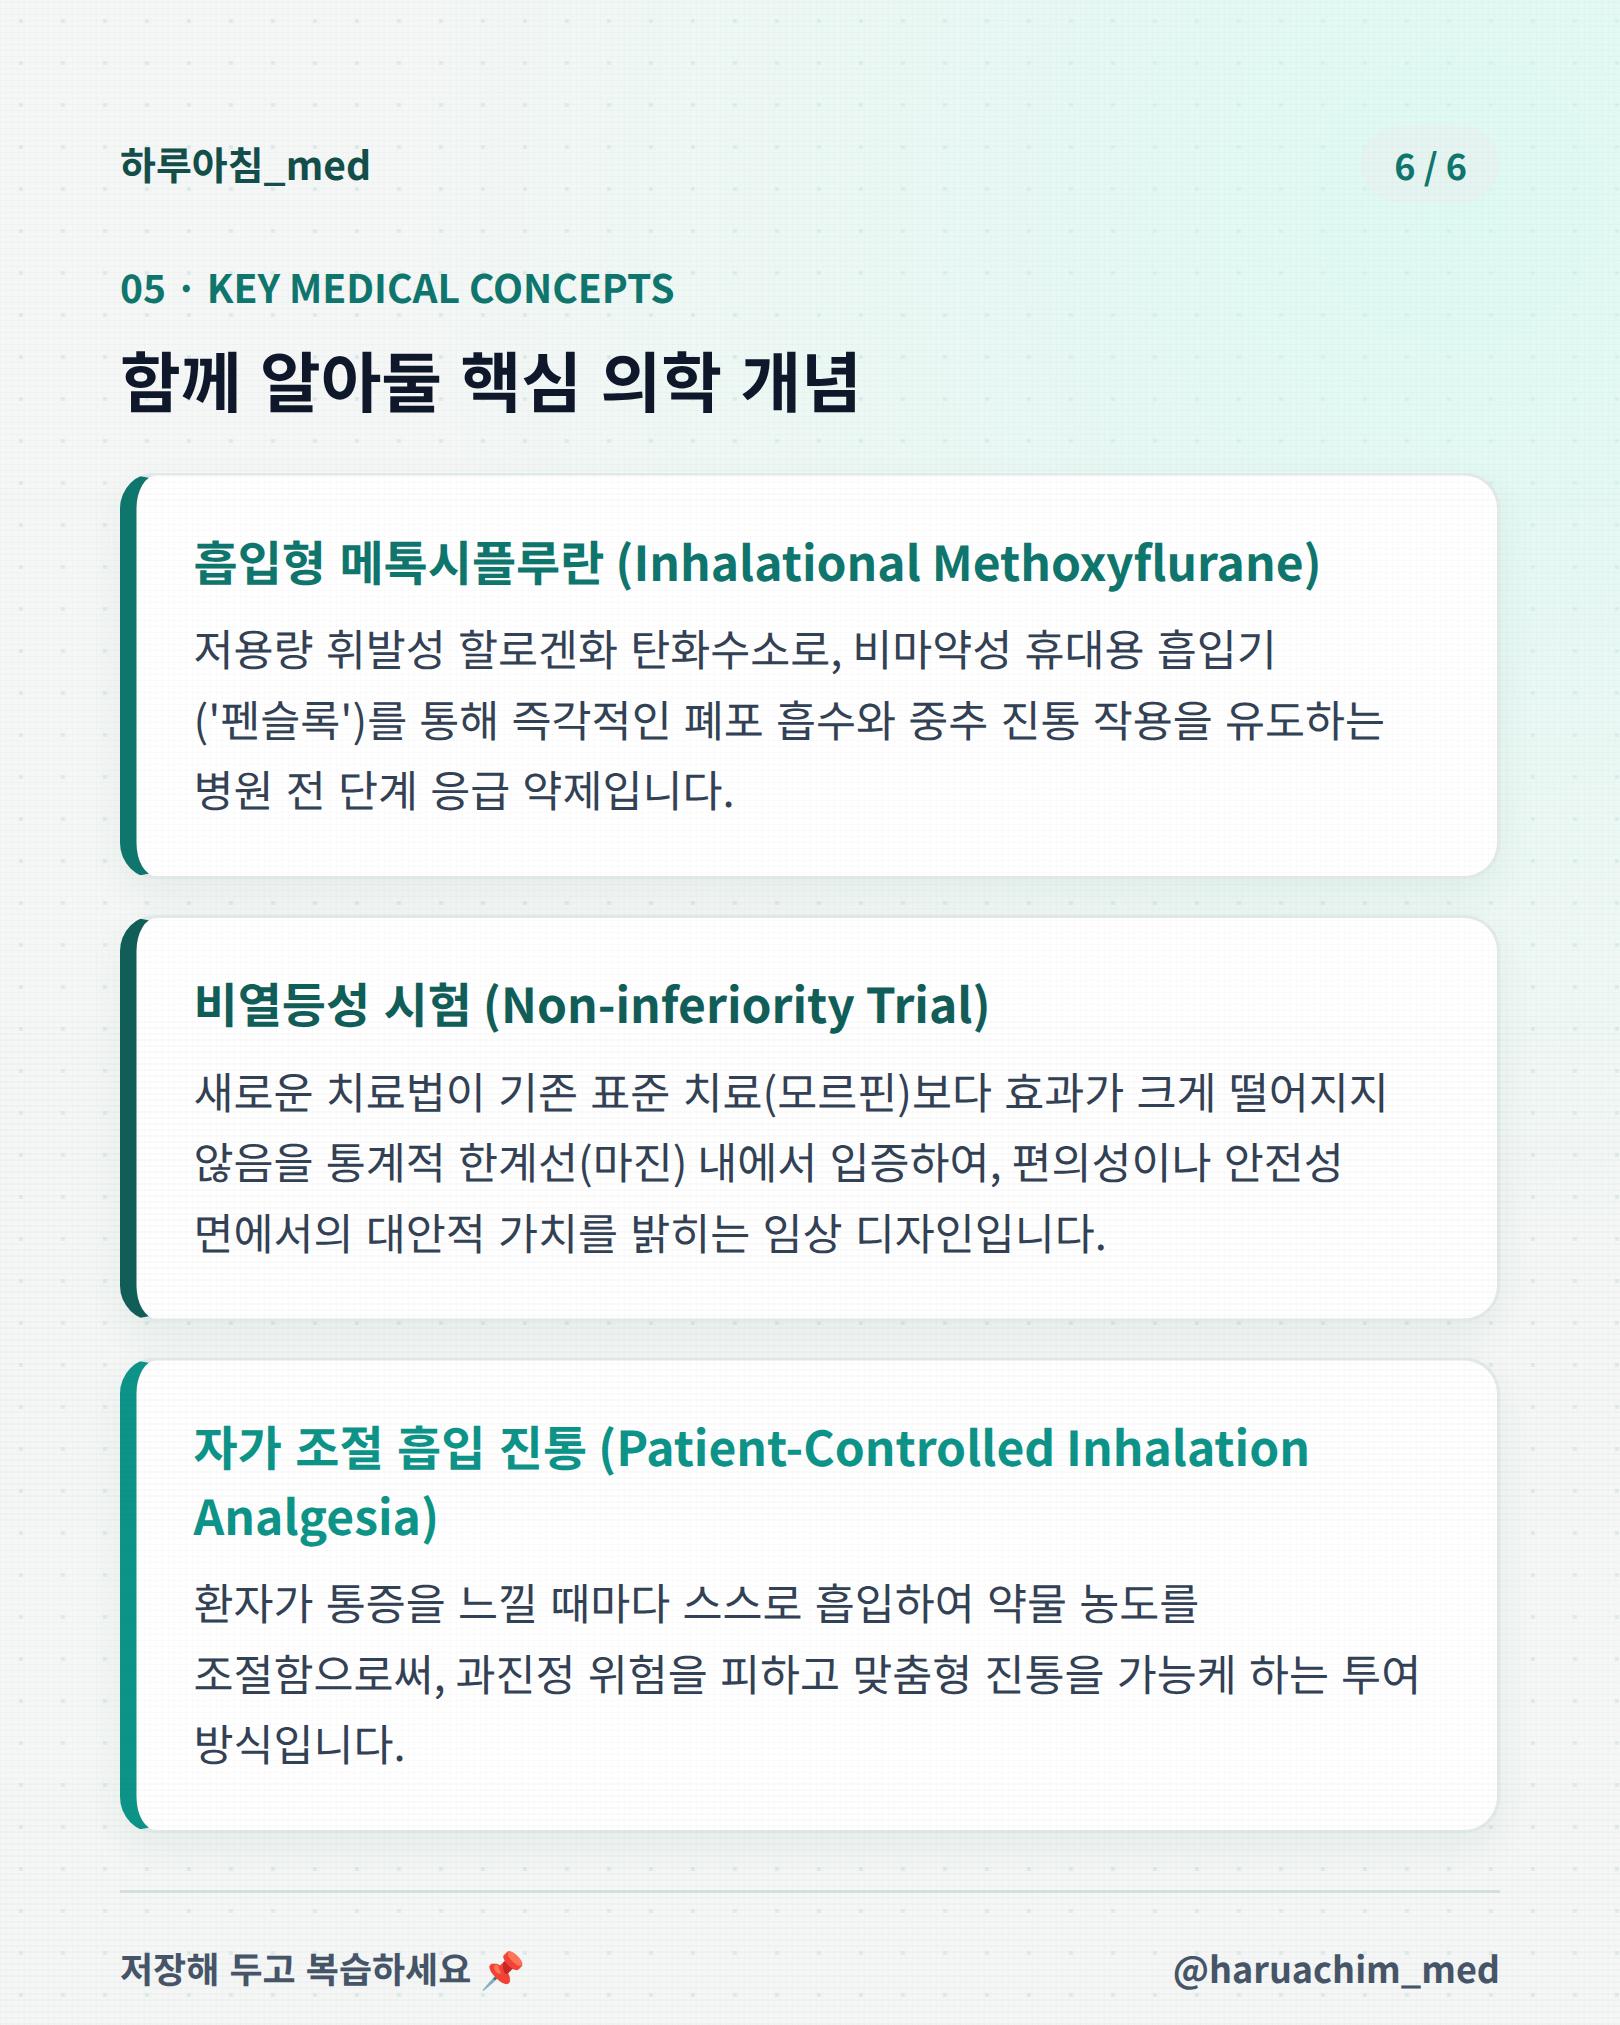 하루아침_med
6 / 6
05 · KEY MEDICAL CONCEPTS
함께 알아둘 핵심 의학 개념
흡입형 메톡시플루란 (Inhalational Methoxyflurane)
저용량 휘발성 할로겐화 탄화수소로, 비마약성 휴대용 흡입기
('펜슬록')를 통해 즉각적인 폐포 흡수와 중추 진통 작용을 유도하는
병원 전 단계 응급 약제입니다.
비열등성 시험 (Non-inferiority Trial)
새로운 치료법이 기존 표준 치료(모르핀)보다 효과가 크게 떨어지지
않음을 통계적 한계선(마진) 내에서 입증하여, 편의성이나 안전성
면에서의 대안적 가치를 밝히는 임상 디자인입니다.
자가 조절 흡입 진통 (Patient-Controlled Inhalation
Analgesia)
환자가 통증을 느낄 때마다 스스로 흡입하여 약물 농도를
조절함으로써, 과진정 위험을 피하고 맞춤형 진통을 가능케 하는 투여
방식입니다.
저장해 두고 복습하세요 📌
@haruachim_med